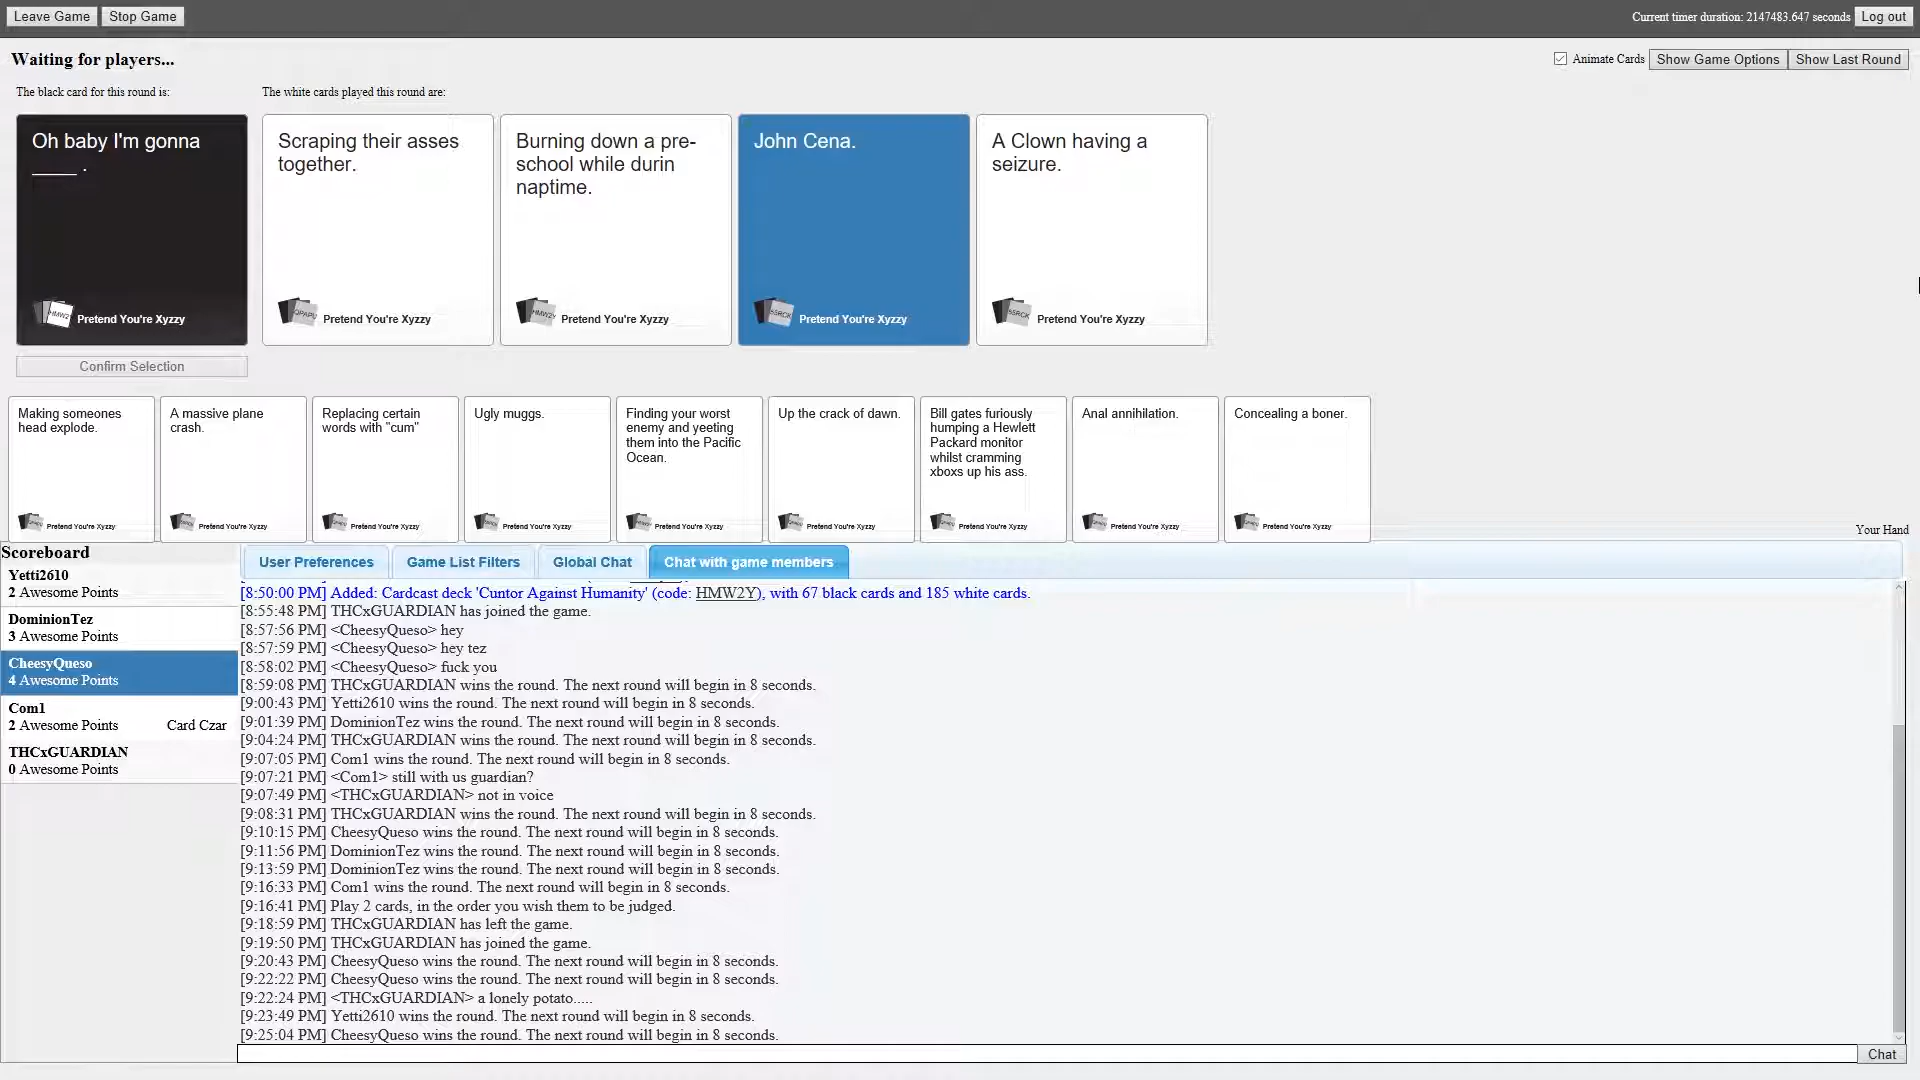 Leave Game Stop Game
Current timer duration: 2147483.647 seconds Log out
Waiting for players...
Animate Cards Show Game Options Show Last Round
The black card for this round is:
The white cards played this round are:
Oh baby I'm gonna
____ .
HMW2
Pretend You're Xyzzy
Scraping their asses
together.
QPAPU
Pretend You're Xyzzy
Burning down a pre-
school while durin
naptime.
HMW2Y
Pretend You're Xyzzy
John Cena.
5SRCK
Pretend You're Xyzzy
A Clown having a
seizure.
5SRCK
Pretend You're Xyzzy
Confirm Selection
Making someones
head explode.
Pretend You're Xyzzy
A massive plane
crash.
Pretend You're Xyzzy
Replacing certain
words with "cum"
Pretend You're Xyzzy
Ugly muggs.
Pretend You're Xyzzy
Finding your worst
enemy and yeeting
them into the Pacific
Ocean.
Pretend You're Xyzzy
Up the crack of dawn.
Pretend You're Xyzzy
Bill gates furiously
humping a Hewlett
Packard monitor
whilst cramming
xboxs up his ass.
Pretend You're Xyzzy
Anal annihilation.
Pretend You're Xyzzy
Concealing a boner.
Pretend You're Xyzzy
Your Hand
Scoreboard
Yetti2610
2 Awesome Points
DominionTez
3 Awesome Points
CheesyQueso
4 Awesome Points
Com1
2 Awesome Points Card Czar
THCxGUARDIAN
0 Awesome Points
User Preferences Game List Filters Global Chat Chat with game members
[8:50:00 PM] Added: Cardcast deck 'Cuntor Against Humanity' (code: HMW2Y), with 67 black cards and 185 white cards.
[8:55:48 PM] THCxGUARDIAN has joined the game.
[8:57:56 PM] <CheesyQueso> hey
[8:57:59 PM] <CheesyQueso> hey tez
[8:58:02 PM] <CheesyQueso> fuck you
[8:59:08 PM] THCxGUARDIAN wins the round. The next round will begin in 8 seconds.
[9:00:43 PM] Yetti2610 wins the round. The next round will begin in 8 seconds.
[9:01:39 PM] DominionTez wins the round. The next round will begin in 8 seconds.
[9:04:24 PM] THCxGUARDIAN wins the round. The next round will begin in 8 seconds.
[9:07:05 PM] Com1 wins the round. The next round will begin in 8 seconds.
[9:07:21 PM] <Com1> still with us guardian?
[9:07:49 PM] <THCxGUARDIAN> not in voice
[9:08:31 PM] THCxGUARDIAN wins the round. The next round will begin in 8 seconds.
[9:10:15 PM] CheesyQueso wins the round. The next round will begin in 8 seconds.
[9:11:56 PM] DominionTez wins the round. The next round will begin in 8 seconds.
[9:13:59 PM] DominionTez wins the round. The next round will begin in 8 seconds.
[9:16:33 PM] Com1 wins the round. The next round will begin in 8 seconds.
[9:16:41 PM] Play 2 cards, in the order you wish them to be judged.
[9:18:59 PM] THCxGUARDIAN has left the game.
[9:19:50 PM] THCxGUARDIAN has joined the game.
[9:20:43 PM] CheesyQueso wins the round. The next round will begin in 8 seconds.
[9:22:22 PM] CheesyQueso wins the round. The next round will begin in 8 seconds.
[9:22:24 PM] <THCxGUARDIAN> a lonely potato.....
[9:23:49 PM] Yetti2610 wins the round. The next round will begin in 8 seconds.
[9:25:04 PM] CheesyQueso wins the round. The next round will begin in 8 seconds.
Chat